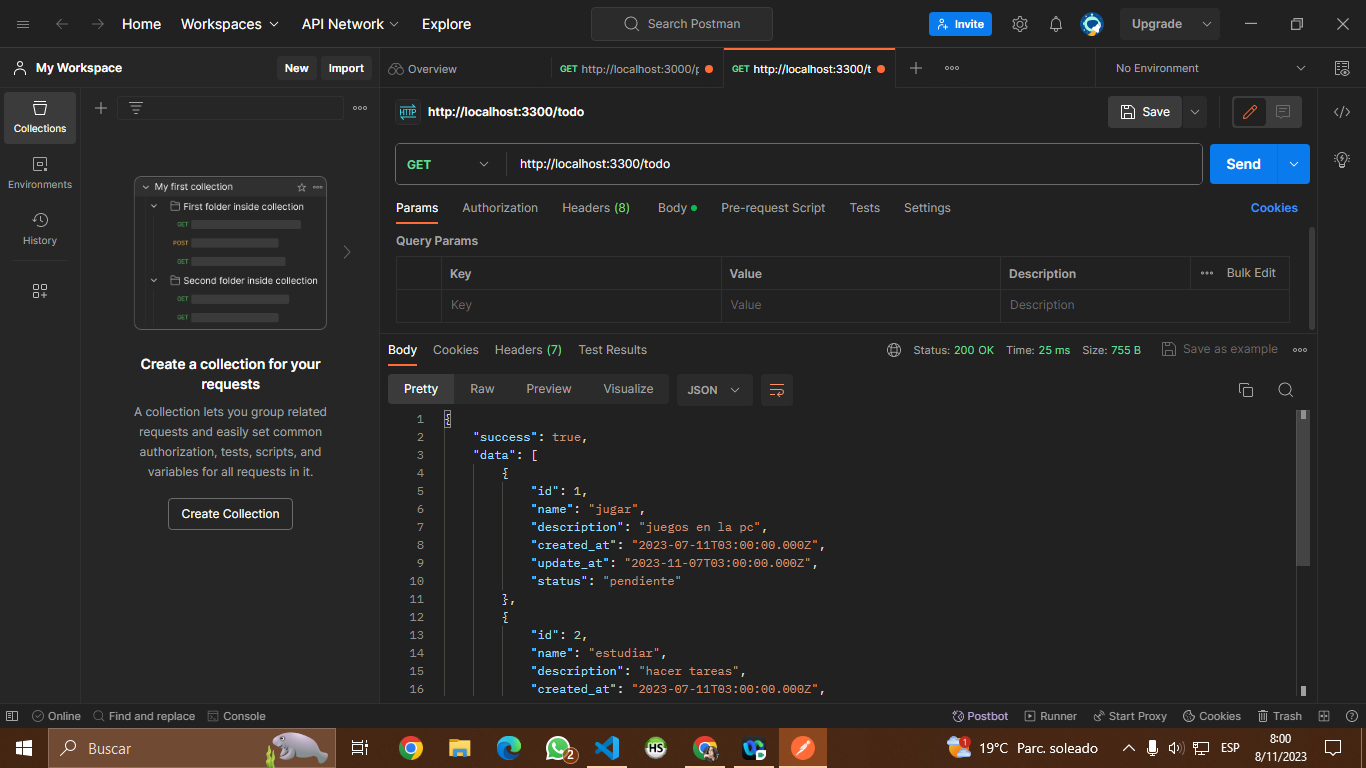 Home Workspaces API Network Explore Search Postman Invite Upgrade
My Workspace New Import Overview GET http://localhost:3000/p GET http://localhost:3300/t No Environment
Collections
Environments
History
My first collection
First folder inside collection
GET
POST
GET
Second folder inside collection
GET
GET
Create a collection for your
requests
A collection lets you group related
requests and easily set common
authorization, tests, scripts, and
variables for all requests in it.
Create Collection
HTTP http://localhost:3300/todo Save
GET http://localhost:3300/todo Send
Params Authorization Headers (8) Body Pre-request Script Tests Settings Cookies
Query Params
Key Value Description Bulk Edit
Key Value Description
Body Cookies Headers (7) Test Results Status: 200 OK Time: 25 ms Size: 755 B Save as example
Pretty Raw Preview Visualize JSON
1 {
2 "success": true,
3 "data": [
4 {
5 "id": 1,
6 "name": "jugar",
7 "description": "juegos en la pc",
8 "created_at": "2023-07-11T03:00:00.000Z",
9 "update_at": "2023-11-07T03:00:00.000Z",
10 "status": "pendiente"
11 },
12 {
13 "id": 2,
14 "name": "estudiar",
15 "description": "hacer tareas",
16 "created_at": "2023-07-11T03:00:00.000Z",
Online Find and replace Console Postbot Runner Start Proxy Cookies Trash
Buscar HS 2 1 19°C Parc. soleado ESP 8:00
8/11/2023